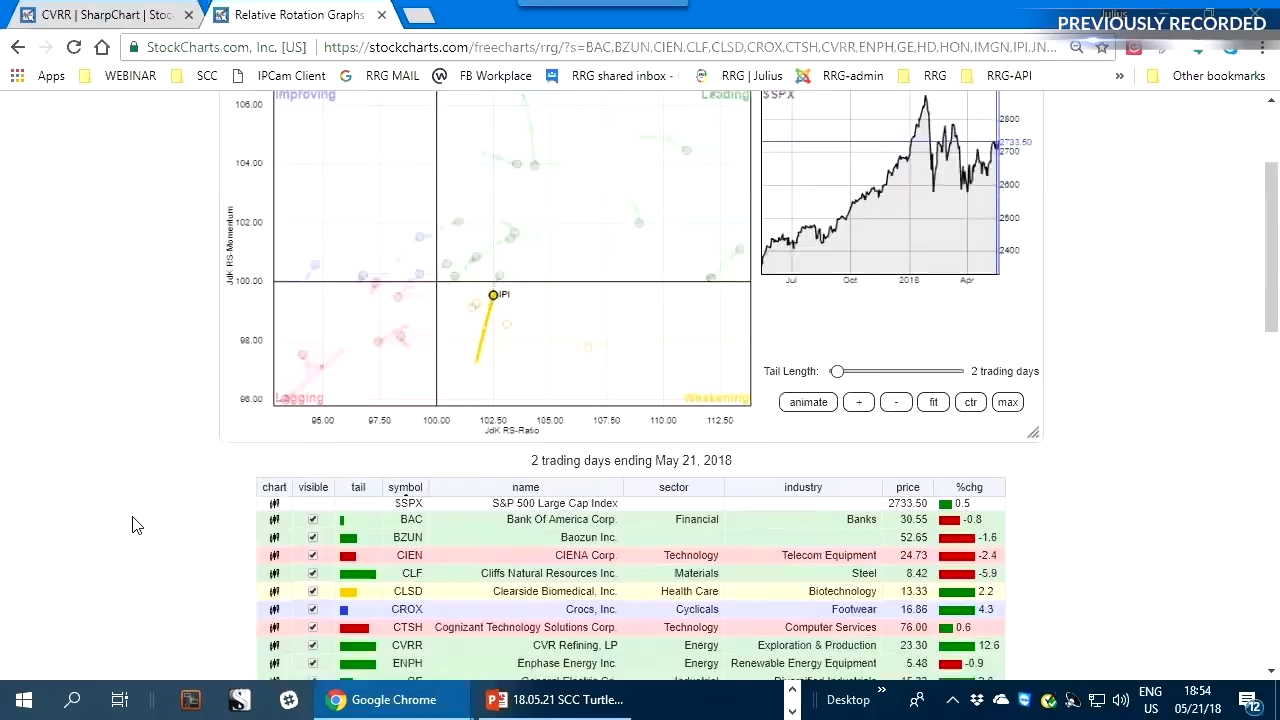 CVRR | SharpChart | Stoc
Relative Rotation Graphs
PREVIOUSLY RECORDED
StockCharts.com, Inc. [US]
https://stockcharts.com/freecharts/rrg/?s=BAC,BZUN,CIEN,CLF,CLSD,CROX,CTSH,CVRR,ENPH,GE,HD,HON,IMGN,IPI,JN...
Apps WEBINAR SCC IPCam Client RRG MAIL FB Workplace RRG shared inbox - RRG | Julius RRG-admin RRG RRG-API » Other bookmarks
Improving Leading
106.00
104.00
102.00
100.00
98.00
96.00
JdK RS-Momentum
IPI
Lagging Weakening
95.00 97.50 100.00 102.50 105.00 107.50 110.00 112.50
JdK RS-Ratio
$SPX
2800
2733.50
2700
2600
2500
2400
Jul Oct 2018 Apr
Tail Length: 2 trading days
animate + - fit ctr max
2 trading days ending May 21, 2018
chart visible tail symbol name sector industry price %chg
$SPX S&P 500 Large Cap Index 2733.50 0.5
BAC Bank Of America Corp. Financial Banks 30.55 -0.8
BZUN Baozun Inc. 52.65 -1.6
CIEN CIENA Corp. Technology Telecom Equipment 24.73 -2.4
CLF Cliffs Natural Resources Inc. Materials Steel 8.42 -5.9
CLSD Clearside Biomedical, Inc. Health Care Biotechnology 13.33 2.2
CROX Crocs, Inc. Cyclicals Footwear 16.86 4.3
CTSH Cognizant Technology Solutions Corp. Technology Computer Services 76.00 0.6
CVRR CVR Refining, LP Energy Exploration & Production 23.30 12.6
ENPH Enphase Energy Inc. Energy Renewable Energy Equipment 5.48 -0.9
Google Chrome
18.05.21 SCC Turtle...
Desktop »
ENG
US
18:54
05/21/18
12